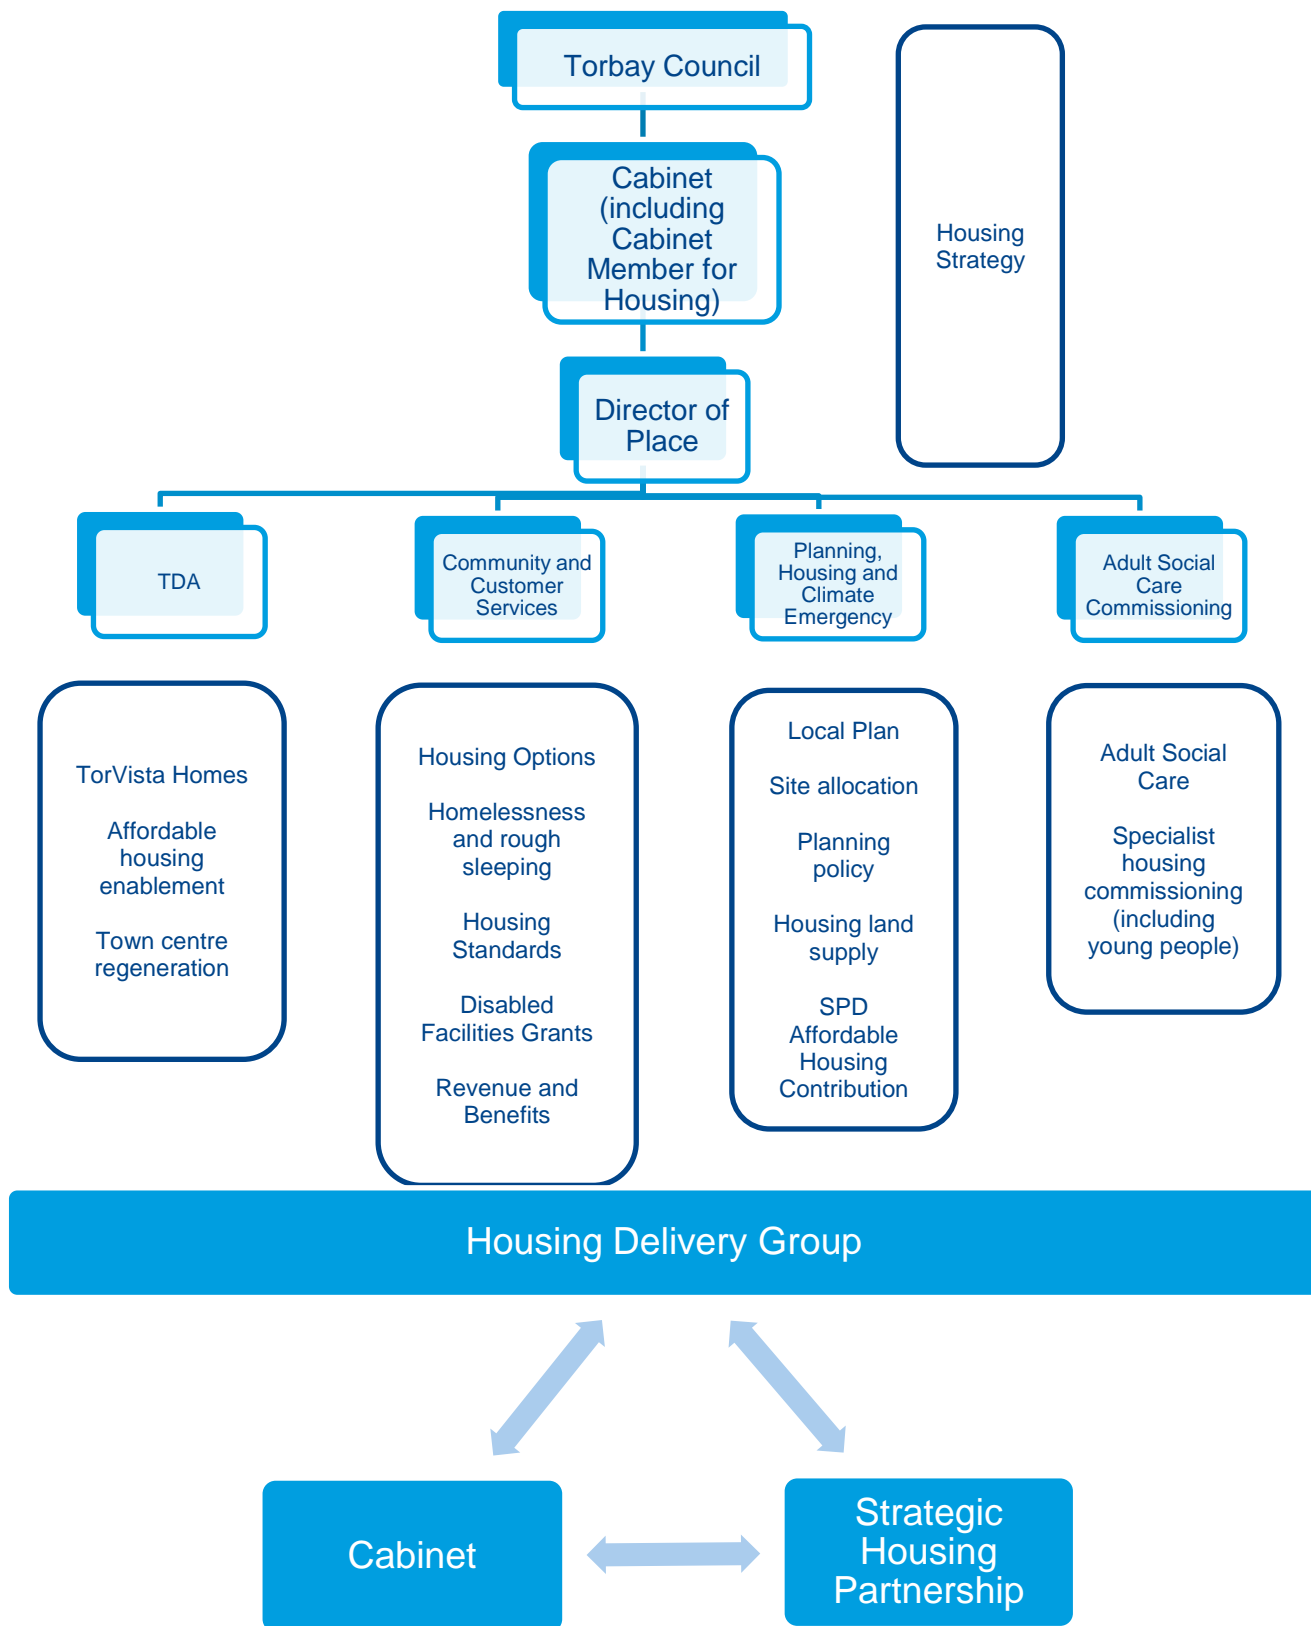 Torbay Council
Cabinet
(including
Cabinet
Member for
Housing)
Housing
Strategy
Director of
Place
TDA
Community and
Customer
Services
Planning,
Housing and
Climate
Emergency
Adult Social
Care
Commissioning
TorVista Homes
Affordable
housing
enablement
Town centre
regeneration
Housing Options
Homelessness
and rough
sleeping
Housing
Standards
Disabled
Facilities Grants
Revenue and
Benefits
Local Plan
Site allocation
Planning
policy
Housing land
supply
SPD
Affordable
Housing
Contribution
Adult Social
Care
Specialist
housing
commissioning
(including
young people)
Housing Delivery Group
Cabinet
Strategic
Housing
Partnership